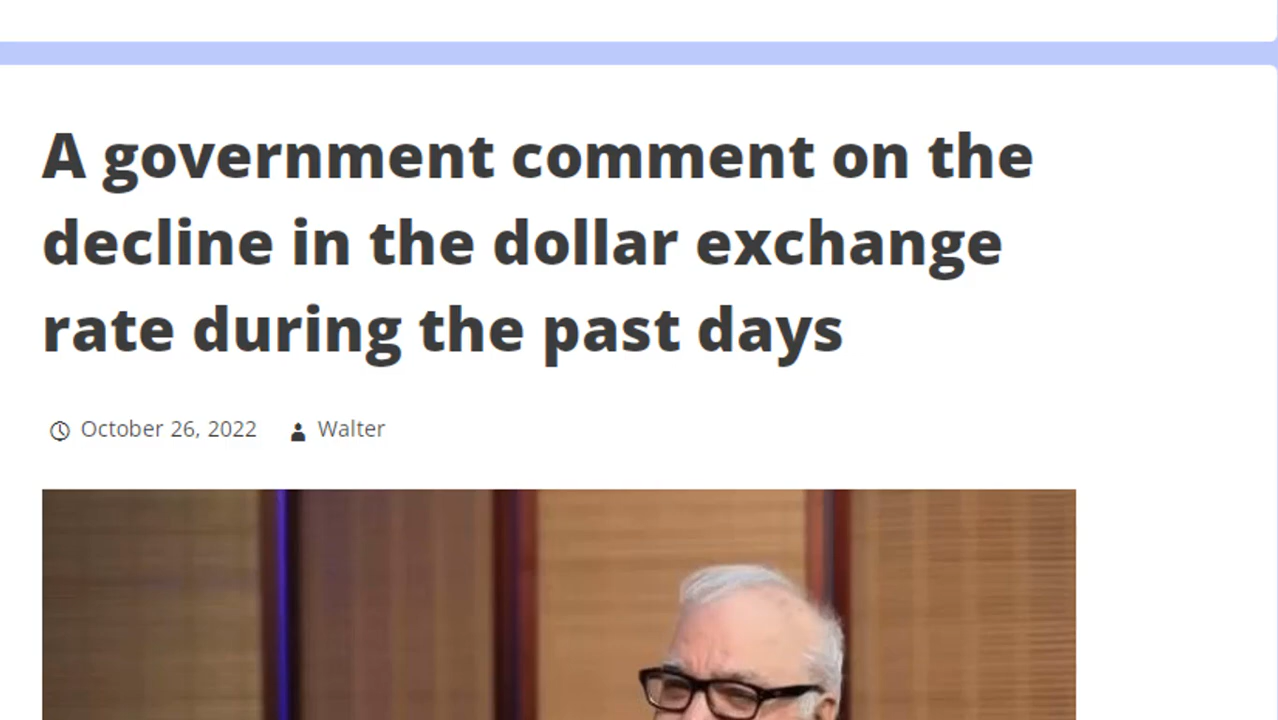 A government comment on the
decline in the dollar exchange
rate during the past days
October 26, 2022 Walter